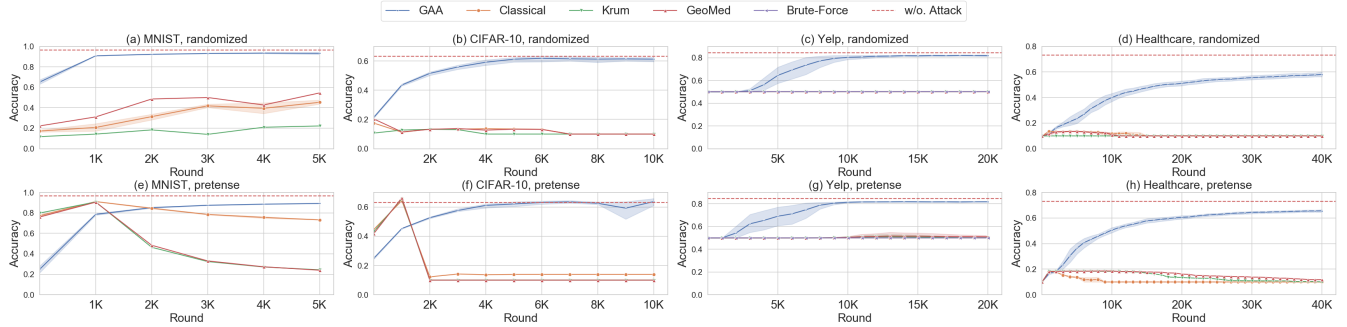 GAA Classical Krum GeoMed Brute-Force w/o. Attack
(a) MNIST, randomized
Accuracy
1.0
0.8
0.6
0.4
0.2
0.0
1K 2K 3K 4K 5K
Round
(b) CIFAR-10, randomized
Accuracy
0.6
0.4
0.2
0.0
2K 4K 6K 8K 10K
Round
(c) Yelp, randomized
Accuracy
0.8
0.6
0.4
0.2
0.0
5K 10K 15K 20K
Round
(d) Healthcare, randomized
Accuracy
0.8
0.6
0.4
0.2
0.0
10K 20K 30K 40K
Round
(e) MNIST, pretense
Accuracy
1.0
0.8
0.6
0.4
0.2
0.0
1K 2K 3K 4K 5K
Round
(f) CIFAR-10, pretense
Accuracy
0.6
0.4
0.2
0.0
2K 4K 6K 8K 10K
Round
(g) Yelp, pretense
Accuracy
0.8
0.6
0.4
0.2
0.0
5K 10K 15K 20K
Round
(h) Healthcare, pretense
Accuracy
0.8
0.6
0.4
0.2
0.0
10K 20K 30K 40K
Round